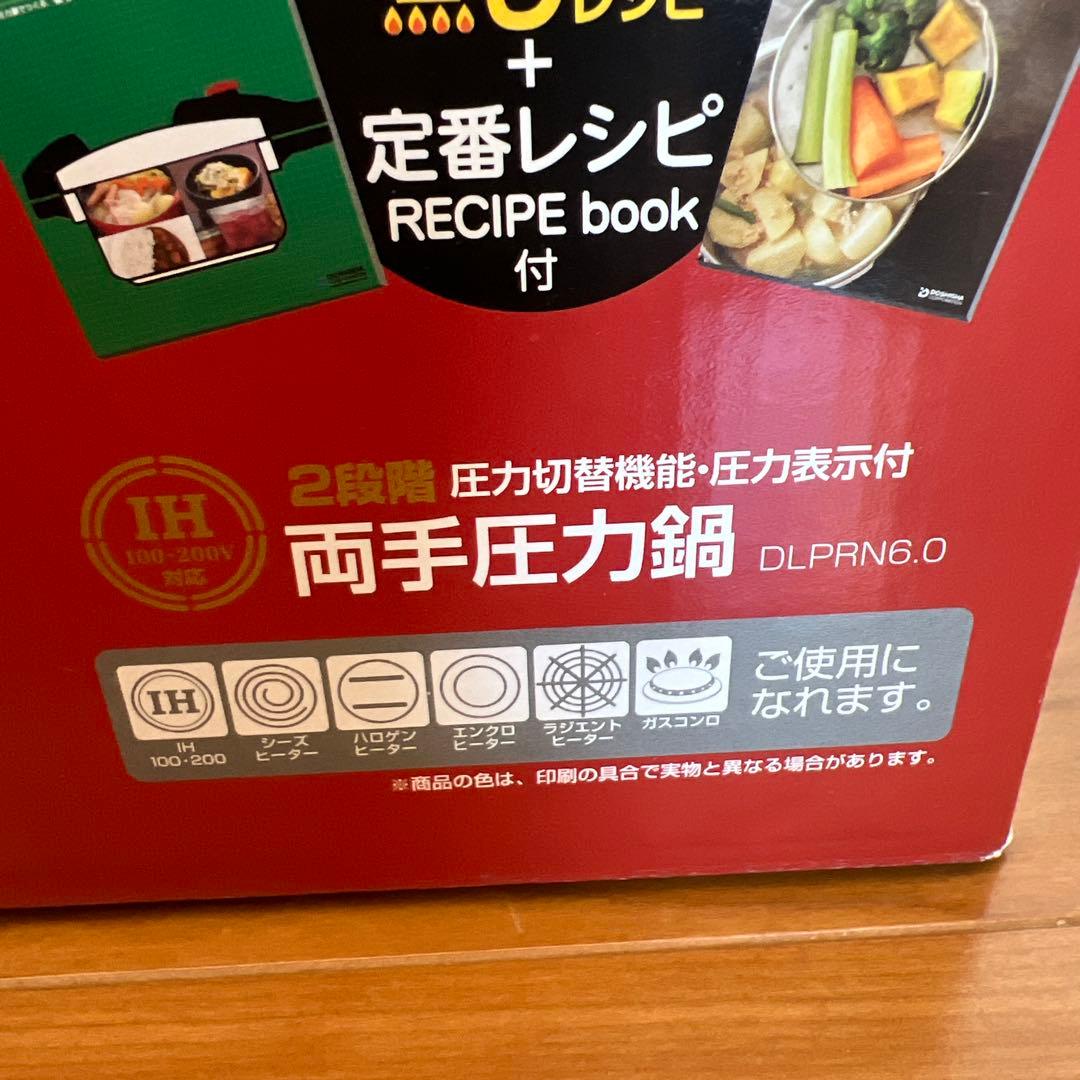 レシピ
+
定番レシピ
RECIPE book
付
DOSHISHA
CORPORATION
IH
100-200V
対応
2段階 圧力切替機能・圧力表示付
両手圧力鍋 DLPRN6.0
IH
IH
100・200
シーズ
ヒーター
ハロゲン
ヒーター
エンクロ
ヒーター
ラジエント
ヒーター
ガスコンロ
ご使用に
なれます。
※商品の色は、印刷の具合で実物と異なる場合があります。